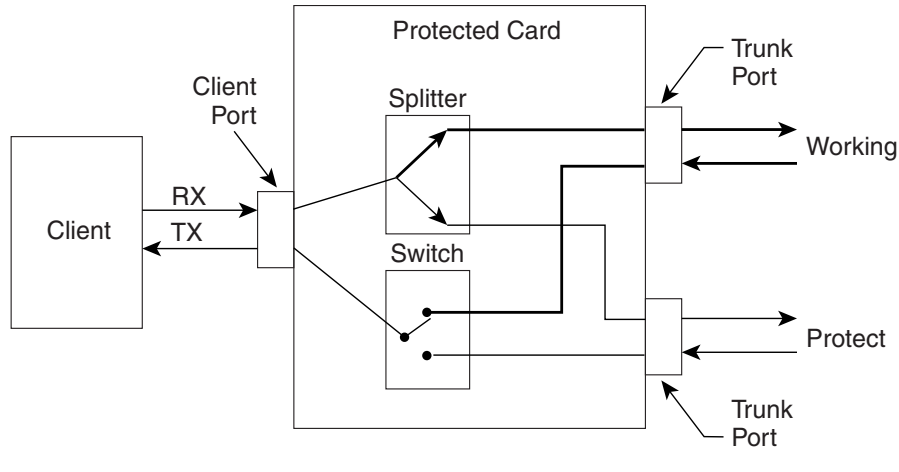 Protected Card
Trunk
Port
Client
Port
Splitter
Working
RX
Client
TX
Switch
Protect
Trunk
Port